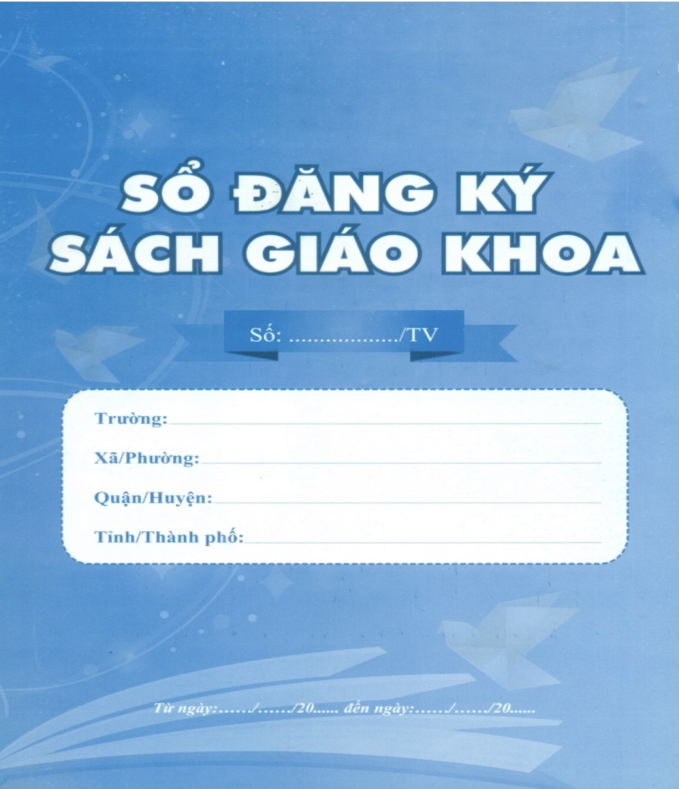 SỔ ĐĂNG KÝ
SÁCH GIÁO KHOA
Số: ................../TV
Trường:
Xã/Phường:
Quận/Huyện:
Tỉnh/Thành phố:
Từ ngày:....../....../20...... đến ngày:....../....../20......